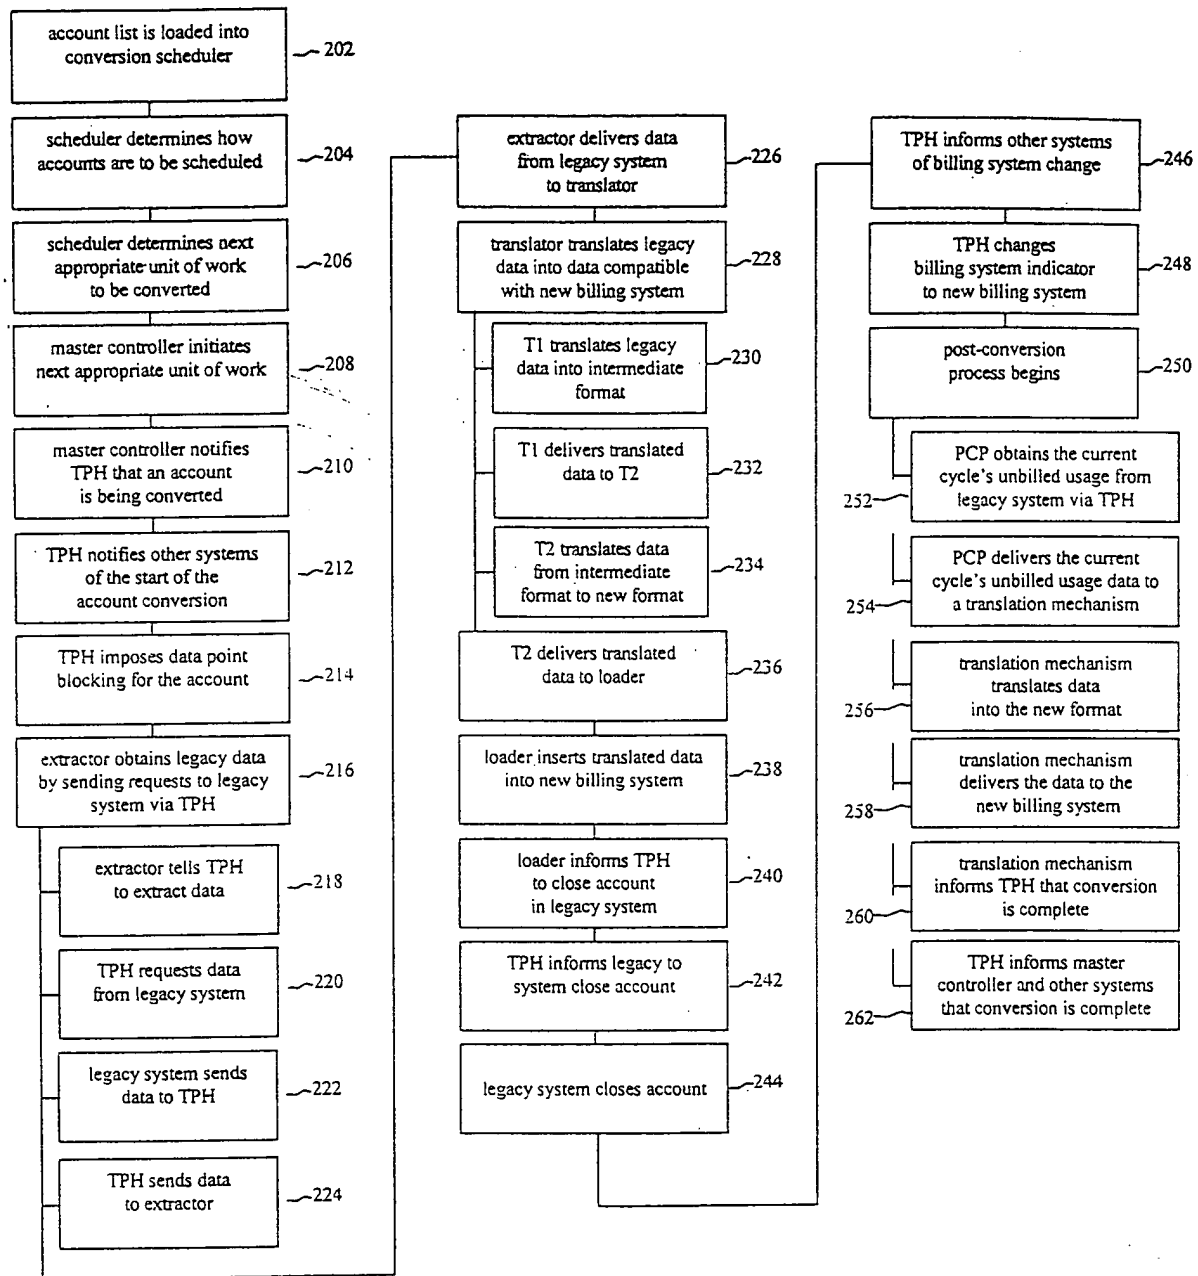 account list is loaded into
conversion scheduler
202
scheduler determines how
accounts are to be scheduled
204
scheduler determines next
appropriate unit of work
to be converted
206
master controller initiates
next appropriate unit of work
208
master controller notifies
TPH that an account
is being converted
210
TPH notifies other systems
of the start of the
account conversion
212
TPH imposes data point
blocking for the account
214
extractor obtains legacy data
by sending requests to legacy
system via TPH
216
extractor tells TPH
to extract data
218
TPH requests data
from legacy system
220
legacy system sends
data to TPH
222
TPH sends data
to extractor
224
extractor delivers data
from legacy system
to translator
226
translator translates legacy
data into data compatible
with new billing system
228
T1 translates legacy
data into intermediate
format
230
T1 delivers translated
data to T2
232
T2 translates data
from intermediate
format to new format
234
T2 delivers translated
data to loader
236
loader inserts translated data
into new billing system
238
loader informs TPH
to close account
in legacy system
240
TPH informs legacy to
system close account
242
legacy system closes account
244
TPH informs other systems
of billing system change
246
TPH changes
billing system indicator
to new billing system
248
post-conversion
process begins
250
PCP obtains the current
cycle's unbilled usage from
legacy system via TPH
252
PCP delivers the current
cycle's unbilled usage data to
a translation mechanism
254
translation mechanism
translates data
into the new format
256
translation mechanism
delivers the data to the
new billing system
258
translation mechanism
informs TPH that conversion
is complete
260
TPH informs master
controller and other systems
that conversion is complete
262